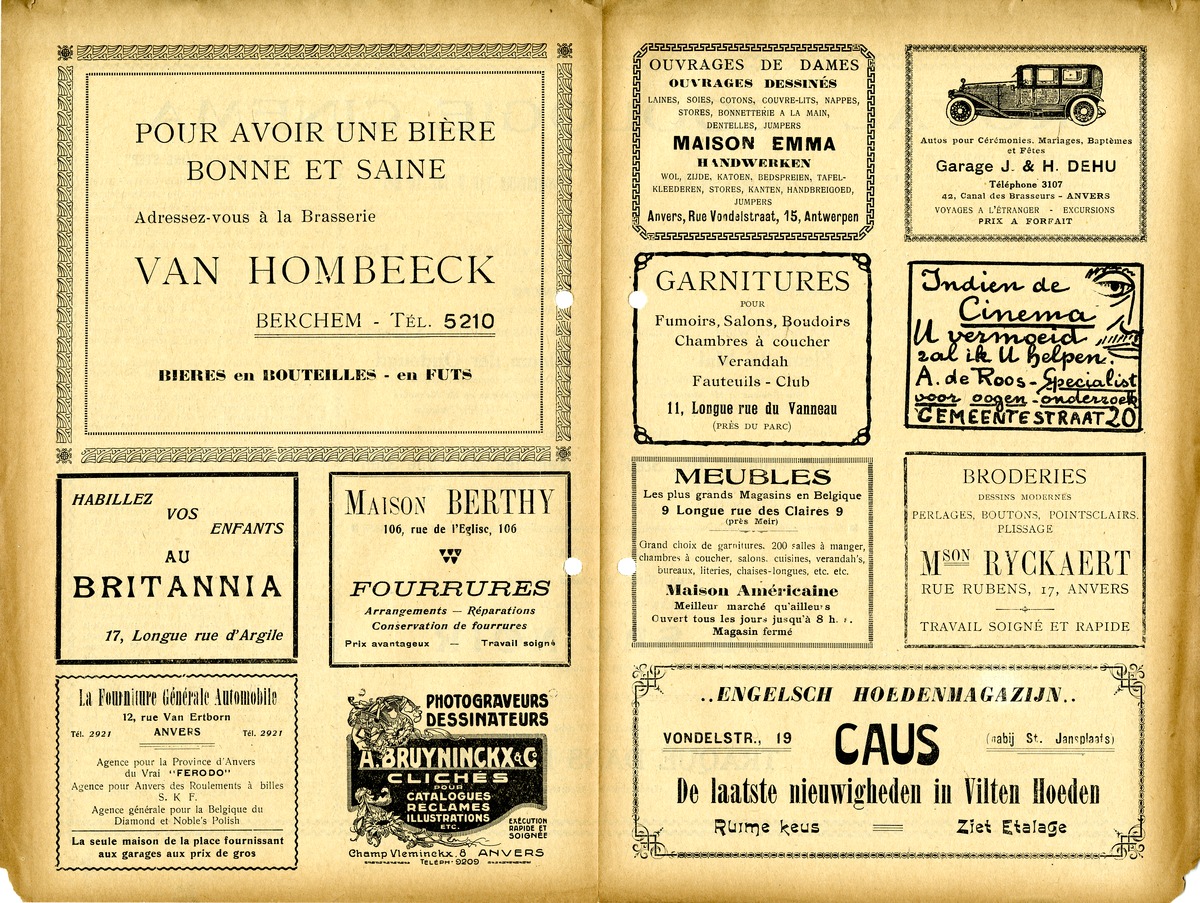 POUR AVOIR UNE BIÈRE
BONNE ET SAINE
Adressez-vous à la Brasserie
VAN HOMBEECK
BERCHEM - TÉL. 5210
BIERES en BOUTEILLES - en FUTS
HABILLEZ
VOS
ENFANTS
AU
BRITANNIA
17, Longue rue d'Argile
MAISON BERTHY
106, rue de l'Eglise, 106
FOURRURES
Arrangements — Réparations
Conservation de fourrures
Prix avantageux — Travail soigné
La Fourniture Générale Automobile
12, rue Van Ertborn
Tél. 2921 ANVERS Tél. 2921
Agence pour la Province d'Anvers
du Vrai "FERODO"
Agence pour Anvers des Roulements à billes
S. K. F.
Agence générale pour la Belgique du
Diamond et Noble's Polish
La seule maison de la place fournissant
aux garages aux prix de gros
PHOTOGRAVEURS
DESSINATEURS
A. BRUYNINCKX & Co
CLICHÉS
POUR
CATALOGUES
RÉCLAMES
ILLUSTRATIONS
ETC.
EXÉCUTION
RAPIDE ET
SOIGNÉE
Champ Vleminckx, 8 ANVERS
TELEPH. 9209
OUVRAGES DE DAMES
OUVRAGES DESSINÉS
LAINES, SOIES, COTONS, COUVRE-LITS, NAPPES,
STORES, BONNETTERIE A LA MAIN,
DENTELLES, JUMPERS
MAISON EMMA
HANDWERKEN
WOL, ZIJDE, KATOEN, BEDSPREIEN, TAFEL-
KLEEDEREN, STORES, KANTEN, HANDBREIGOED,
JUMPERS
Anvers, Rue Vondelstraat, 15, Antwerpen
Autos pour Cérémonies, Mariages, Baptèmes
et Fêtes
Garage J. & H. DEHU
Téléphone 3107
42, Canal des Brasseurs - ANVERS
VOYAGES A L'ÉTRANGER - EXCURSIONS
PRIX A FORFAIT
GARNITURES
POUR
Fumoirs, Salons, Boudoirs
Chambres à coucher
Verandah
Fauteuils - Club
11, Longue rue du Vanneau
(PRÈS DU PARC)
Indien de
Cinema
U vermoeid
zal ik U helpen.
A. de Roos - Specialist
voor oogen - onderzoek
GEMEENTESTRAAT 20
MEUBLES
Les plus grands Magasins en Belgique
9 Longue rue des Claires 9
(près Meir)
Grand choix de garnitures. 200 salles à manger,
chambres à coucher, salons, cuisines, verandah's,
bureaux, literies, chaises-longues, etc. etc.
Maison Américaine
Meilleur marché qu'ailleurs
Ouvert tous les jours jusqu'à 8 h.
Magasin fermé
BRODERIES
DESSINS MODERNÉS
PERLAGES, BOUTONS, POINTSCLAIRS.
PLISSAGE
MSON RYCKAERT
RUE RUBENS, 17, ANVERS
TRAVAIL SOIGNÉ ET RAPIDE
..ENGELSCH HOEDENMAGAZIJN..
VONDELSTR., 19 CAUS (nabij St. Jansplaats)
De laatste nieuwigheden in Vilten Hoeden
Ruime keus Ziet Etalage